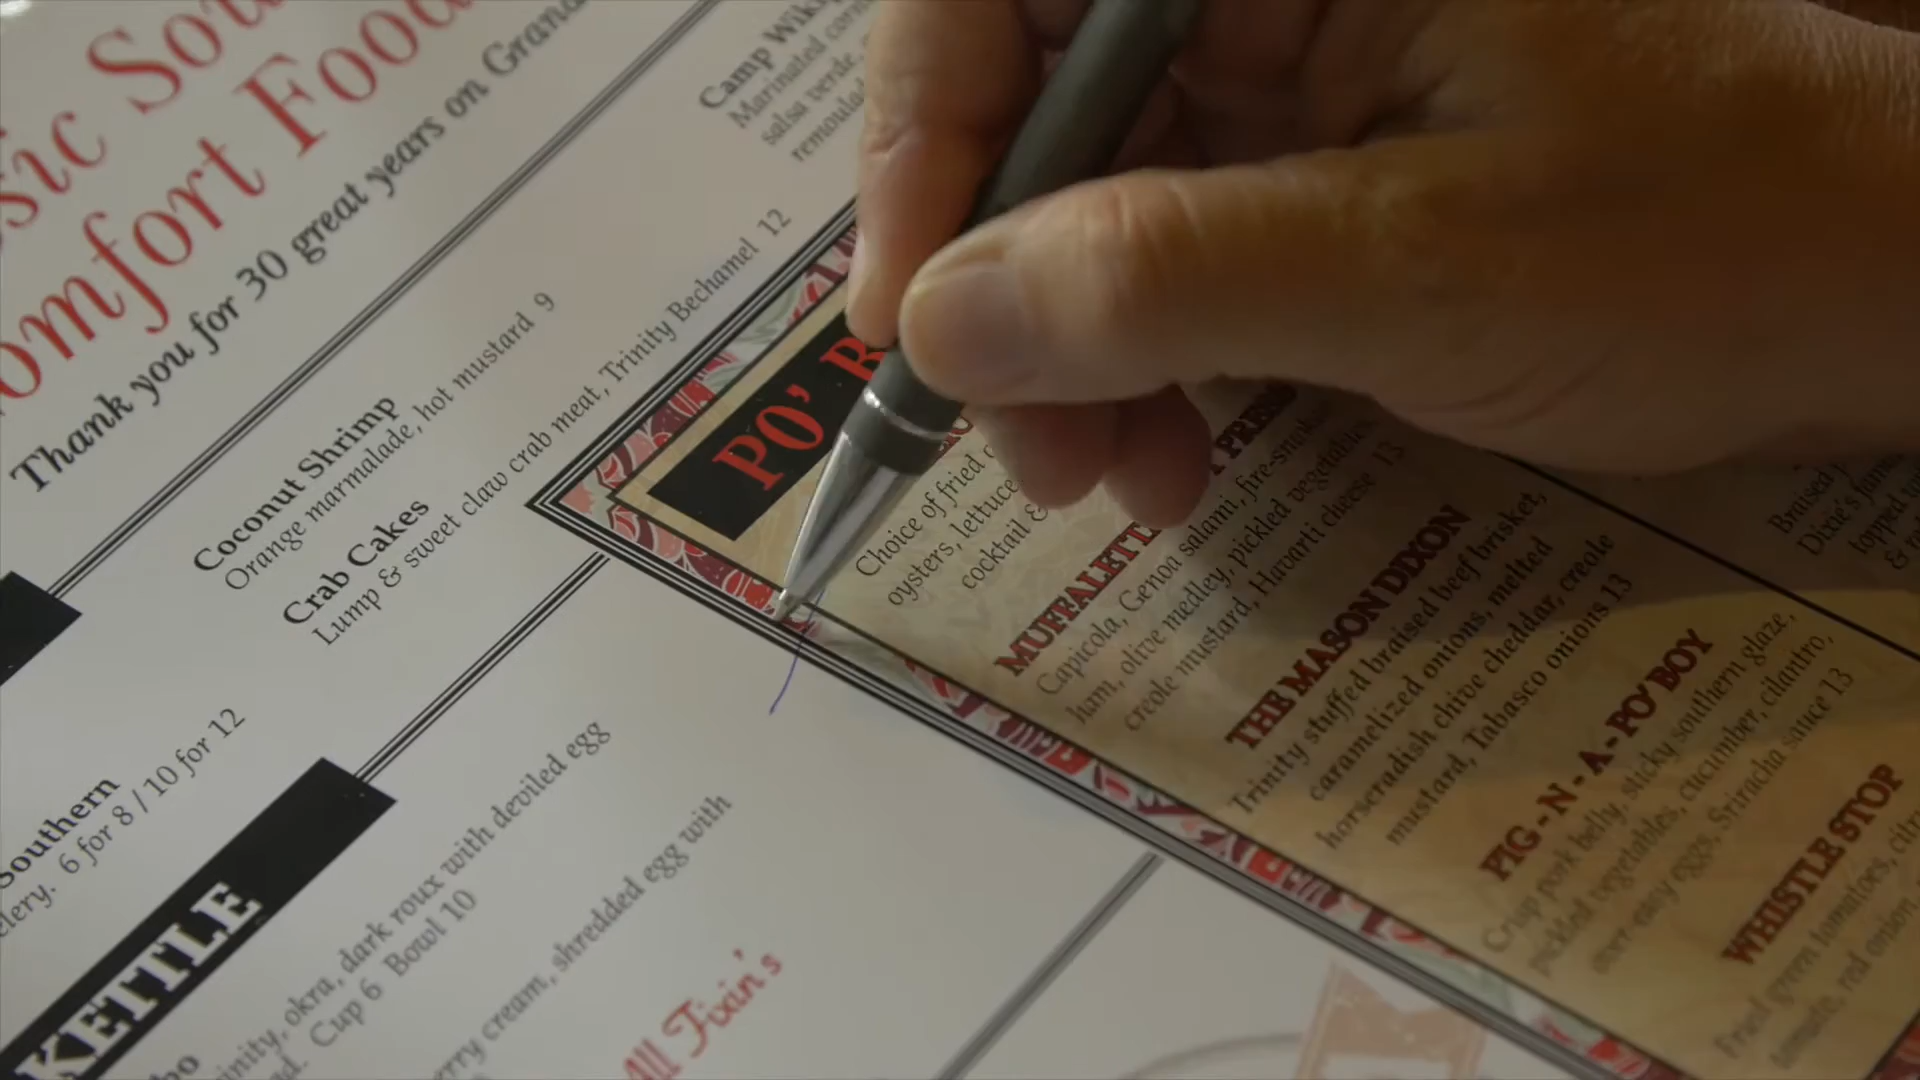 Comfort Food
Thank you for 30 great years on Grand
Coconut Shrimp
Orange marmalade, hot mustard 9
Crab Cakes
Lump & sweet claw crab meat, Trinity Bechamel 12
Camp
Marinated
salsa verde
Southern
6 for 8 / 10 for 12
KETTLE
okra, dark roux with deviled egg
Cup 6 Bowl 10
cream, shredded egg with
All Fixin's
PO' B
Choice of fried
oysters, lettuce
cocktail &
MUFFALETTA
Capicola, Genoa salami, fire-smoked
ham, olive medley, pickled vegetables,
creole mustard, Havarti cheese 13
THE MASON DIXON
Trinity stuffed braised beef brisket,
caramelized onions, melted
horseradish chive cheddar, creole
mustard, Tabasco onions 13
PIG - N - A - PO' BOY
Crisp pork belly, sticky southern glaze,
pickled vegetables, cucumber, cilantro,
over-easy eggs, Sriracha sauce 13
WHISTLE STOP
Fried green tomatoes,
tomato, red onion
Braised
Dixie's
topped